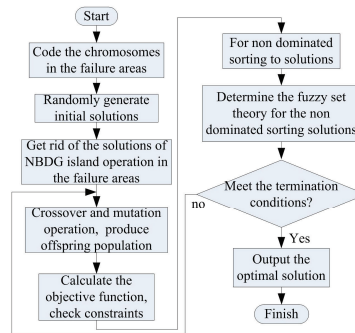 Start
Code the chromosomes
in the failure areas
Randomly generate
initial solutions
Get rid of the solutions of
NBDG island operation in
the failure areas
Crossover and mutation
operation, produce
offspring population
Calculate the
objective function,
check constraints
For non dominated
sorting to solutions
Determine the fuzzy set
theory for the non
dominated sorting solutions
Meet the termination
conditions?
no
Yes
Output the
optimal solution
Finish